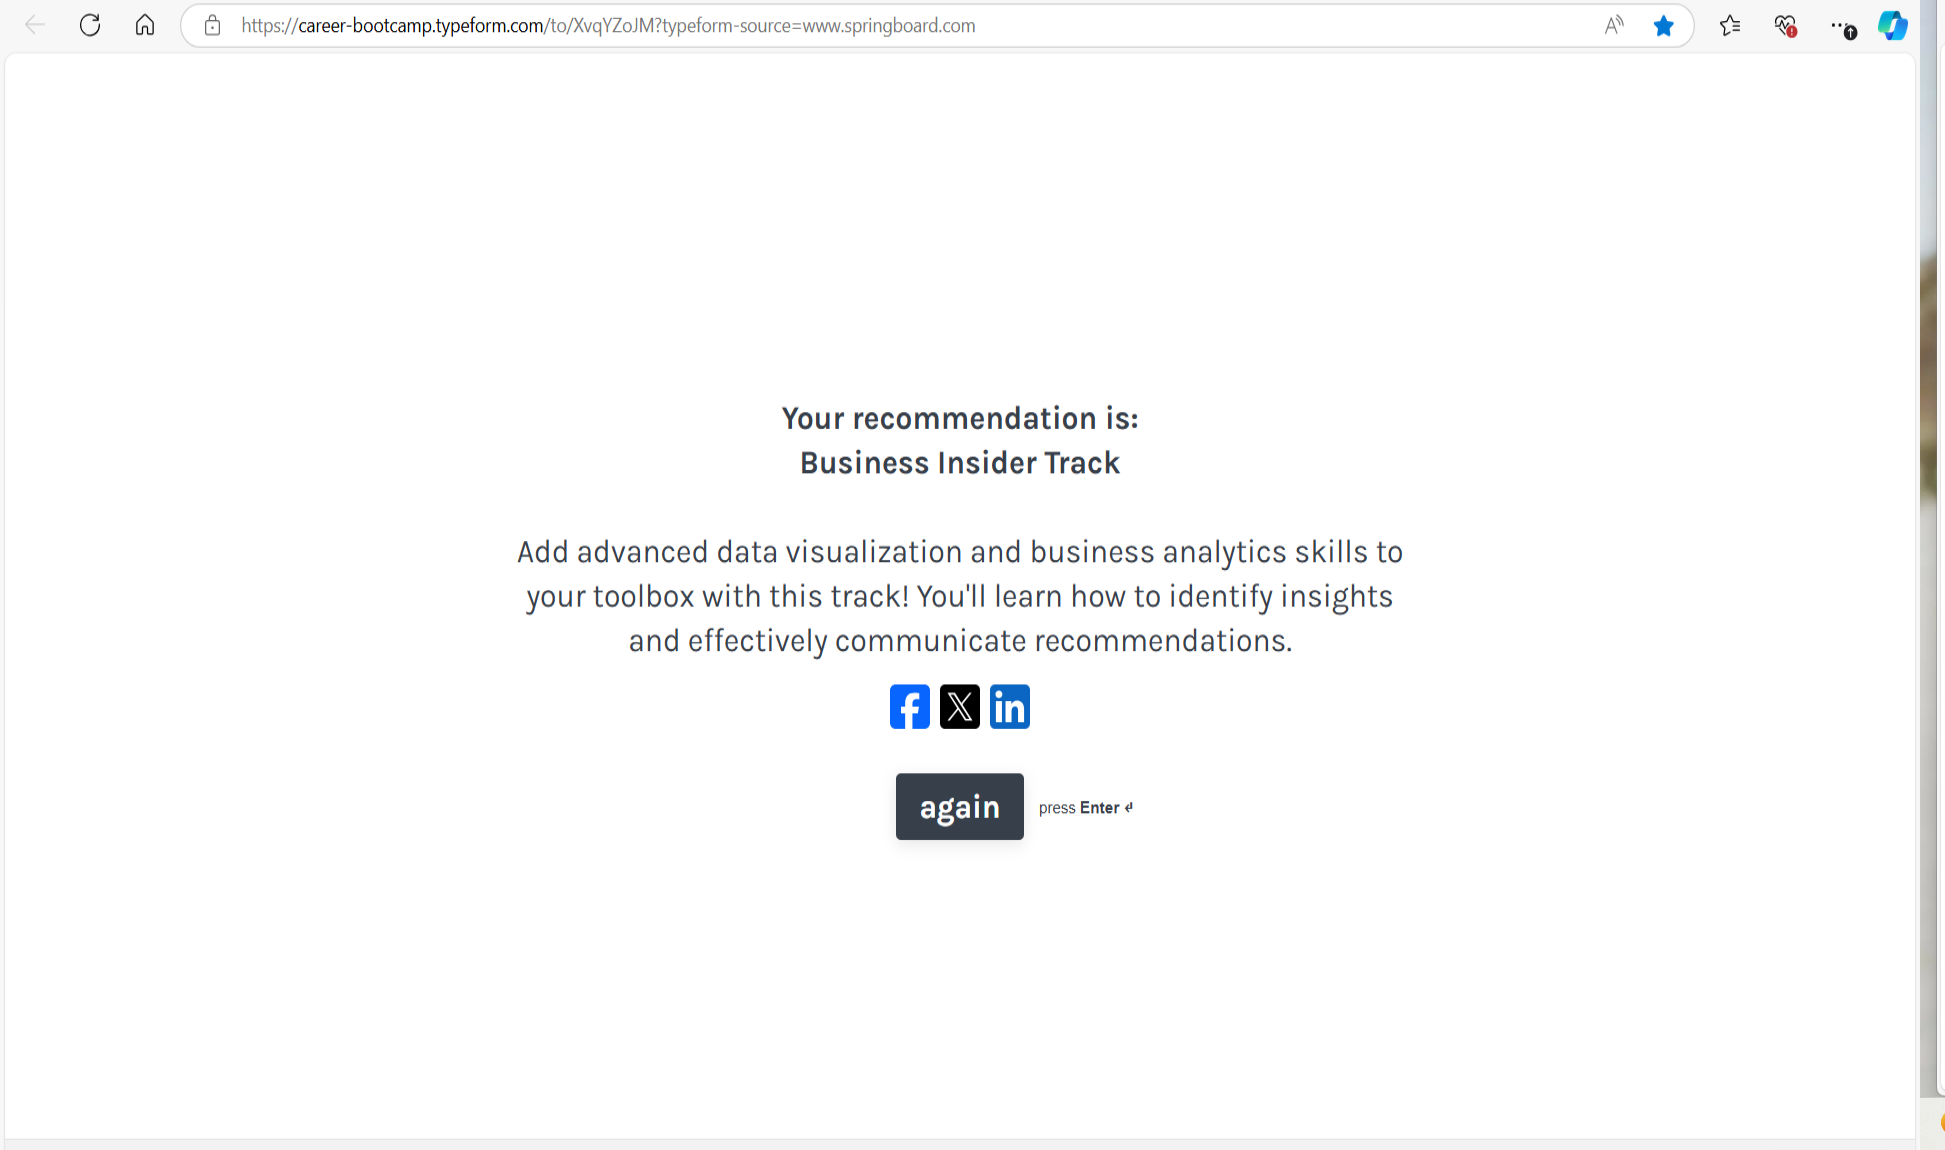 https://career-bootcamp.typeform.com/to/XvqYZoJM?typeform-source=www.springboard.com
Your recommendation is:
Business Insider Track
Add advanced data visualization and business analytics skills to
your toolbox with this track! You'll learn how to identify insights
and effectively communicate recommendations.
again press Enter ↵